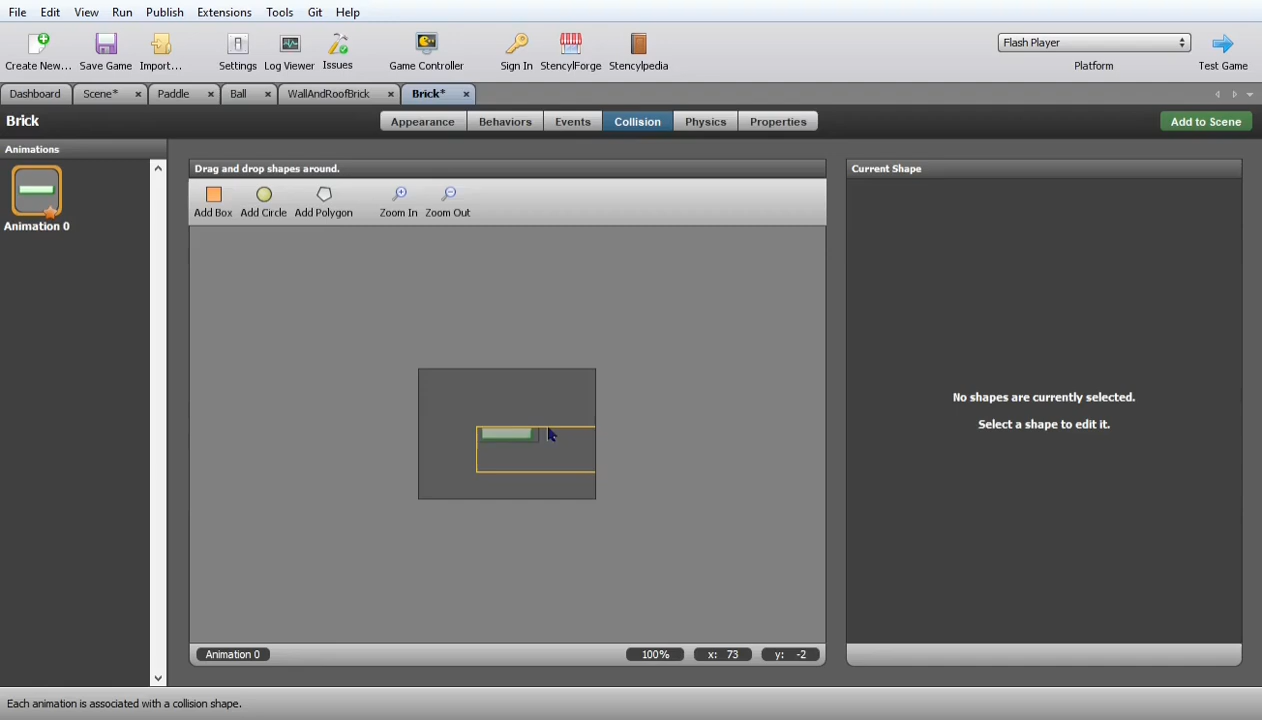 File Edit View Run Publish Extensions Tools Git Help
Create New... Save Game Import... Settings Log Viewer Issues Game Controller Sign In StencylForge Stencylpedia Flash Player Platform Test Game
Dashboard Scene* × Paddle × Ball × WallAndRoofBrick × Brick* ×
Brick Appearance Behaviors Events Collision Physics Properties Add to Scene
Animations
Animation 0
Drag and drop shapes around.
Add Box Add Circle Add Polygon Zoom In Zoom Out
Current Shape
No shapes are currently selected.
Select a shape to edit it.
Animation 0 100% x: 73 y: -2
Each animation is associated with a collision shape.